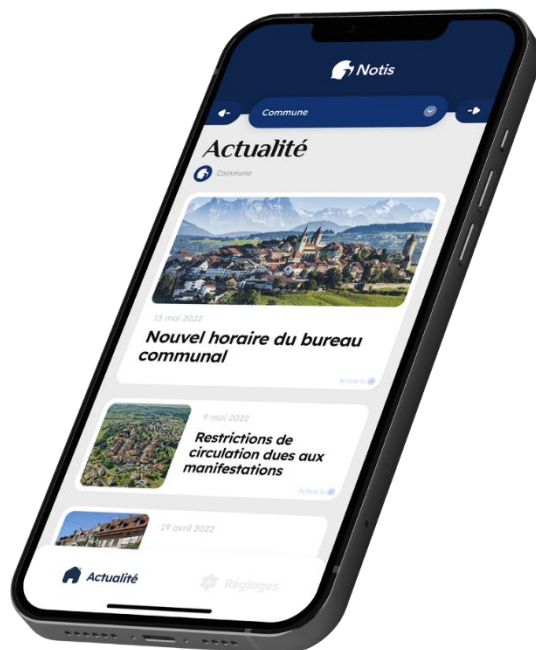 Notis
Commune
Actualité
Commune
13 mai 2022
Nouvel horaire du bureau
communal
Article lu
9 mai 2022
Restrictions de
circulation dues aux
manifestations
Article lu
19 avril 2022
Actualité
Réglages